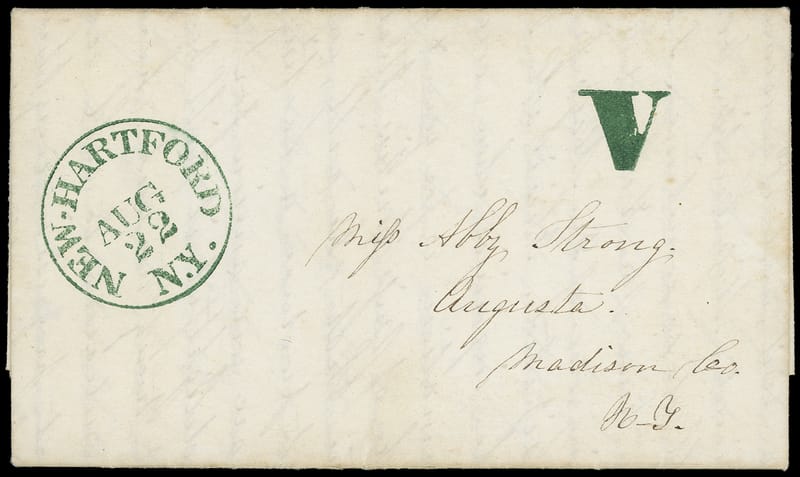 NEW-HARTFORD N.Y.
AUG
22
V
Miss Abby Strong.
Augusta.
Madison Co.
N-Y.